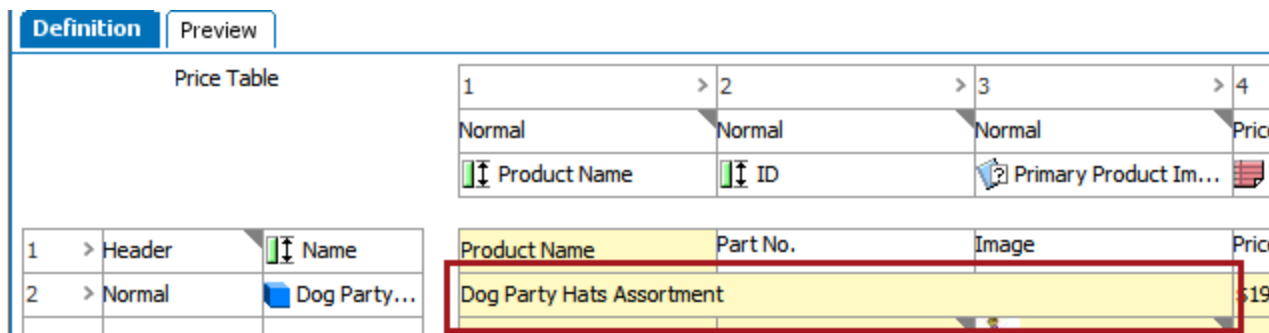 Definition Preview
Price Table 1 > 2 > 3 > 4
Normal Normal Normal
Product Name ID Primary Product Im...
1 > Header Name Product Name Part No. Image
2 > Normal Dog Party... Dog Party Hats Assortment